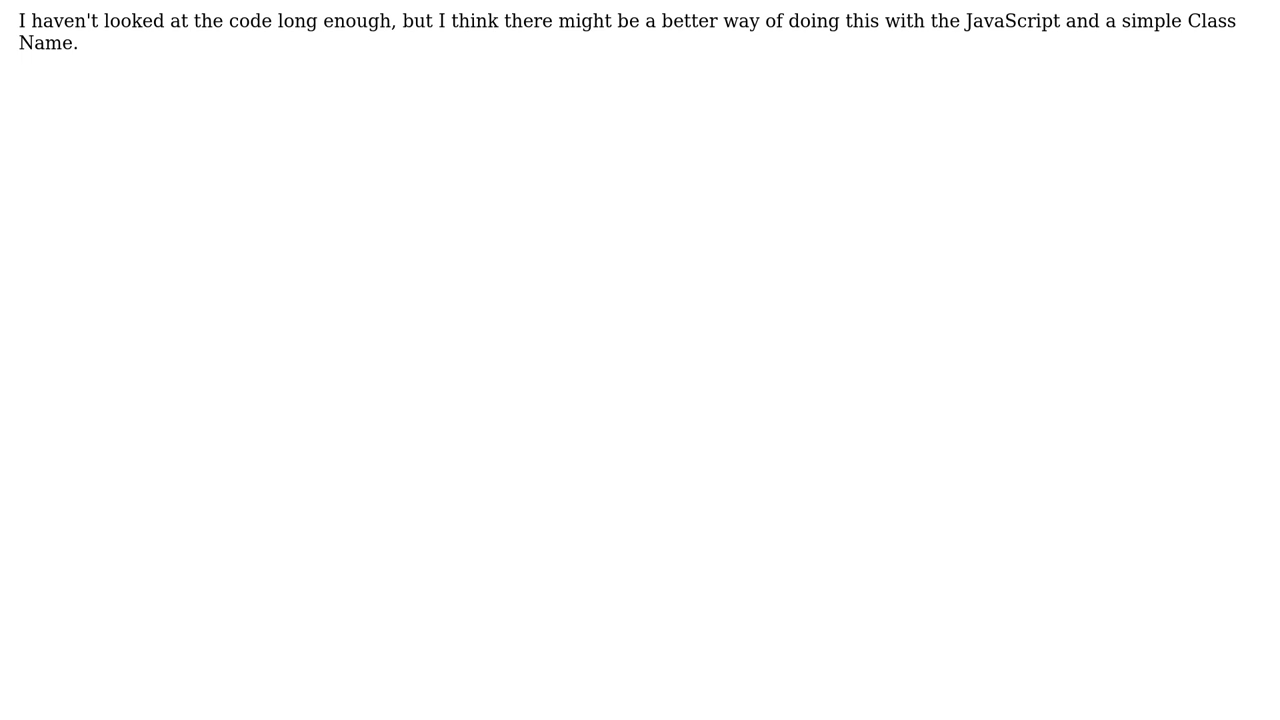 I haven't looked at the code long enough, but I think there might be a better way of doing this with the JavaScript and a simple Class
Name.